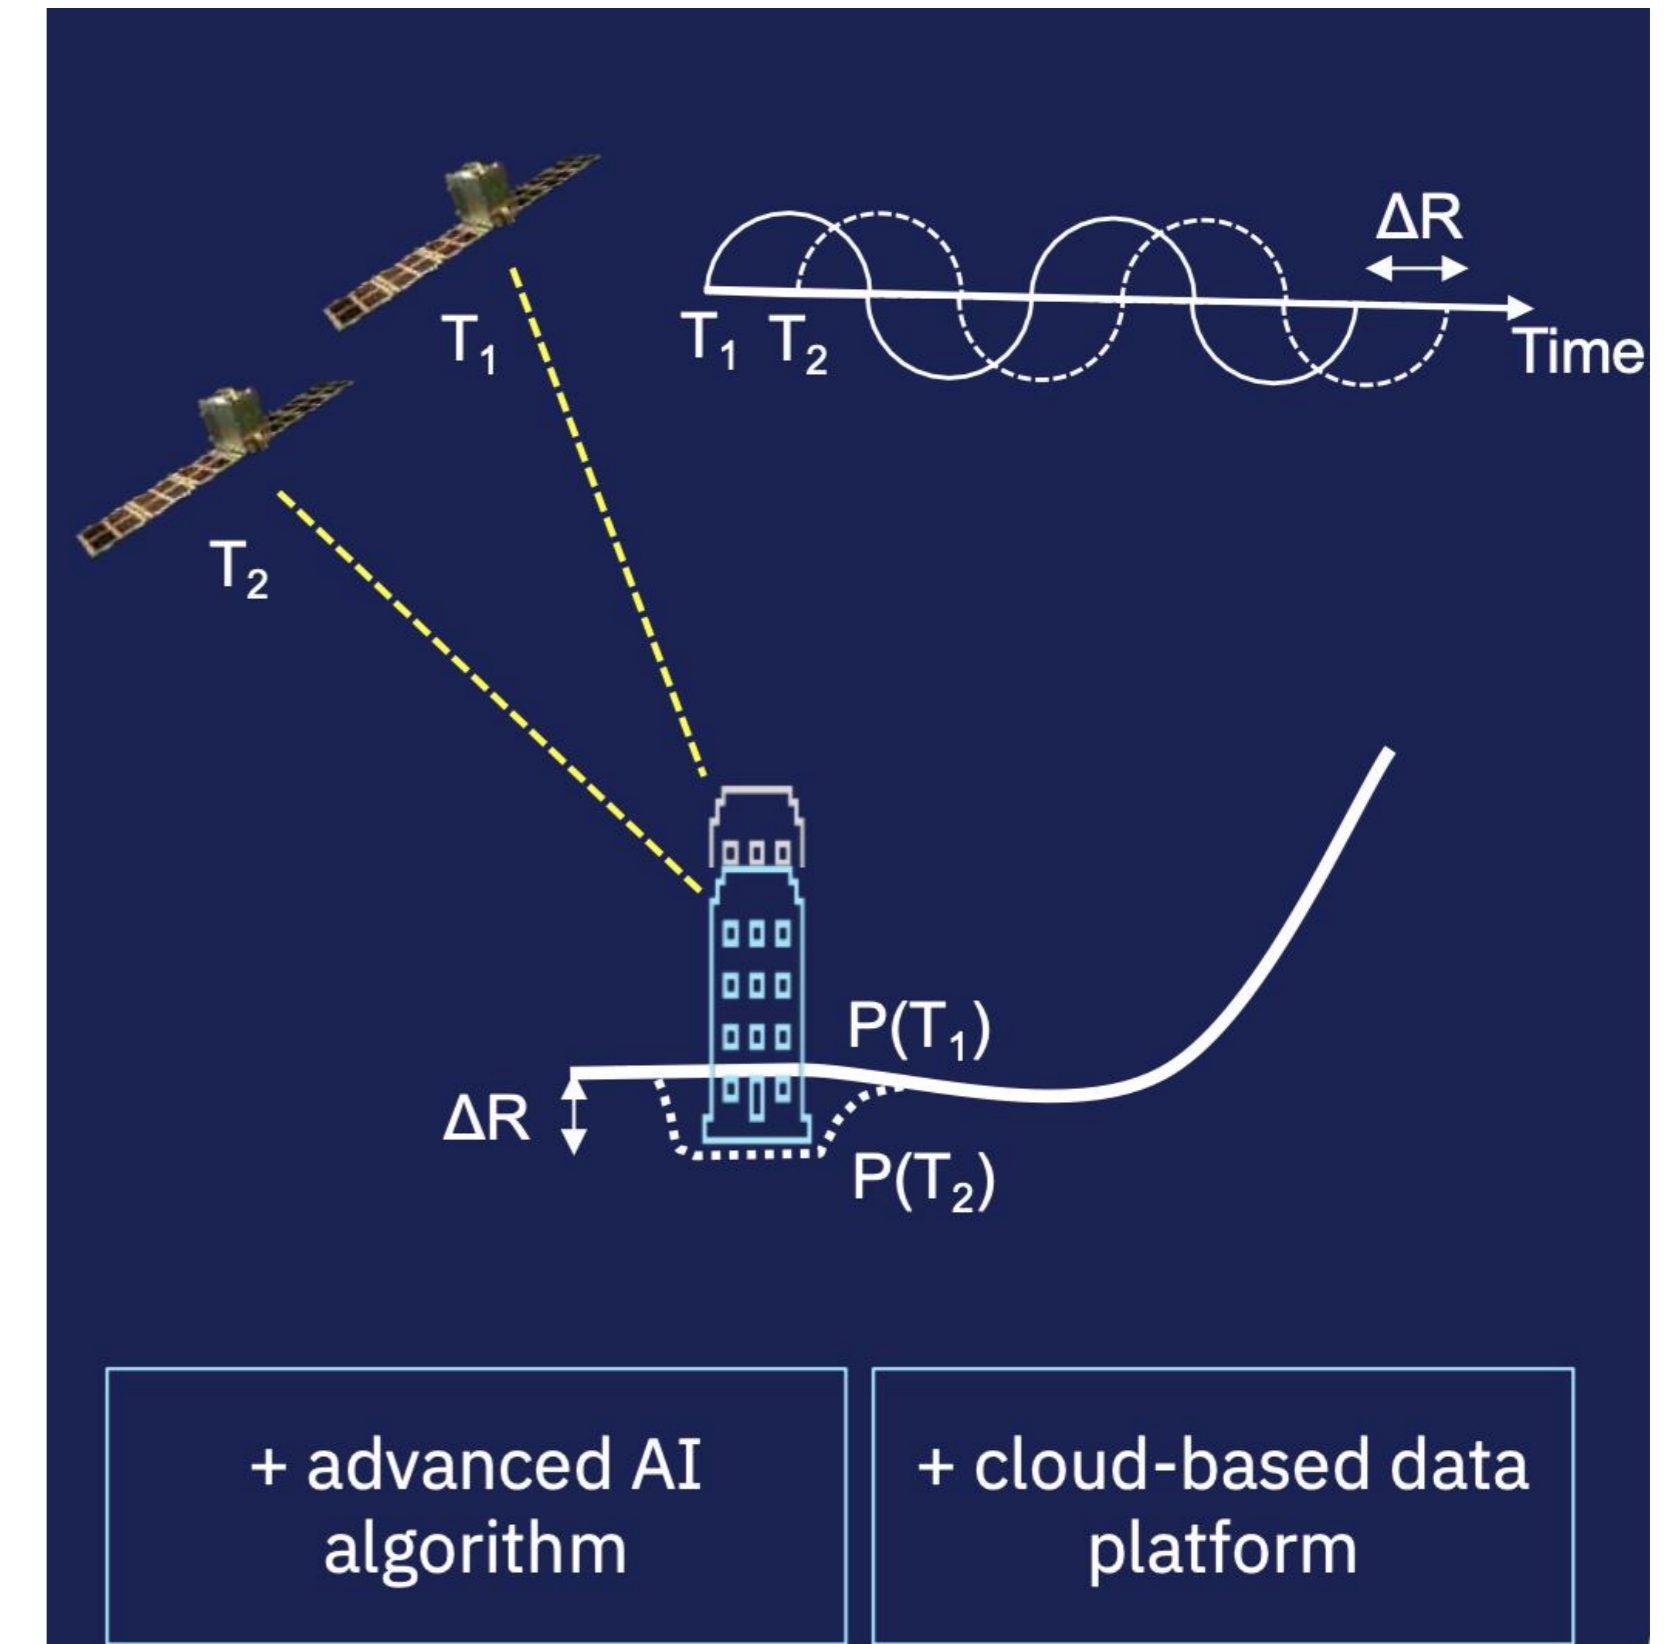 ΔR
T₁
T₁ T₂
Time
T₂
P(T₁)
ΔR
P(T₂)
+ advanced AI
algorithm
+ cloud-based data
platform